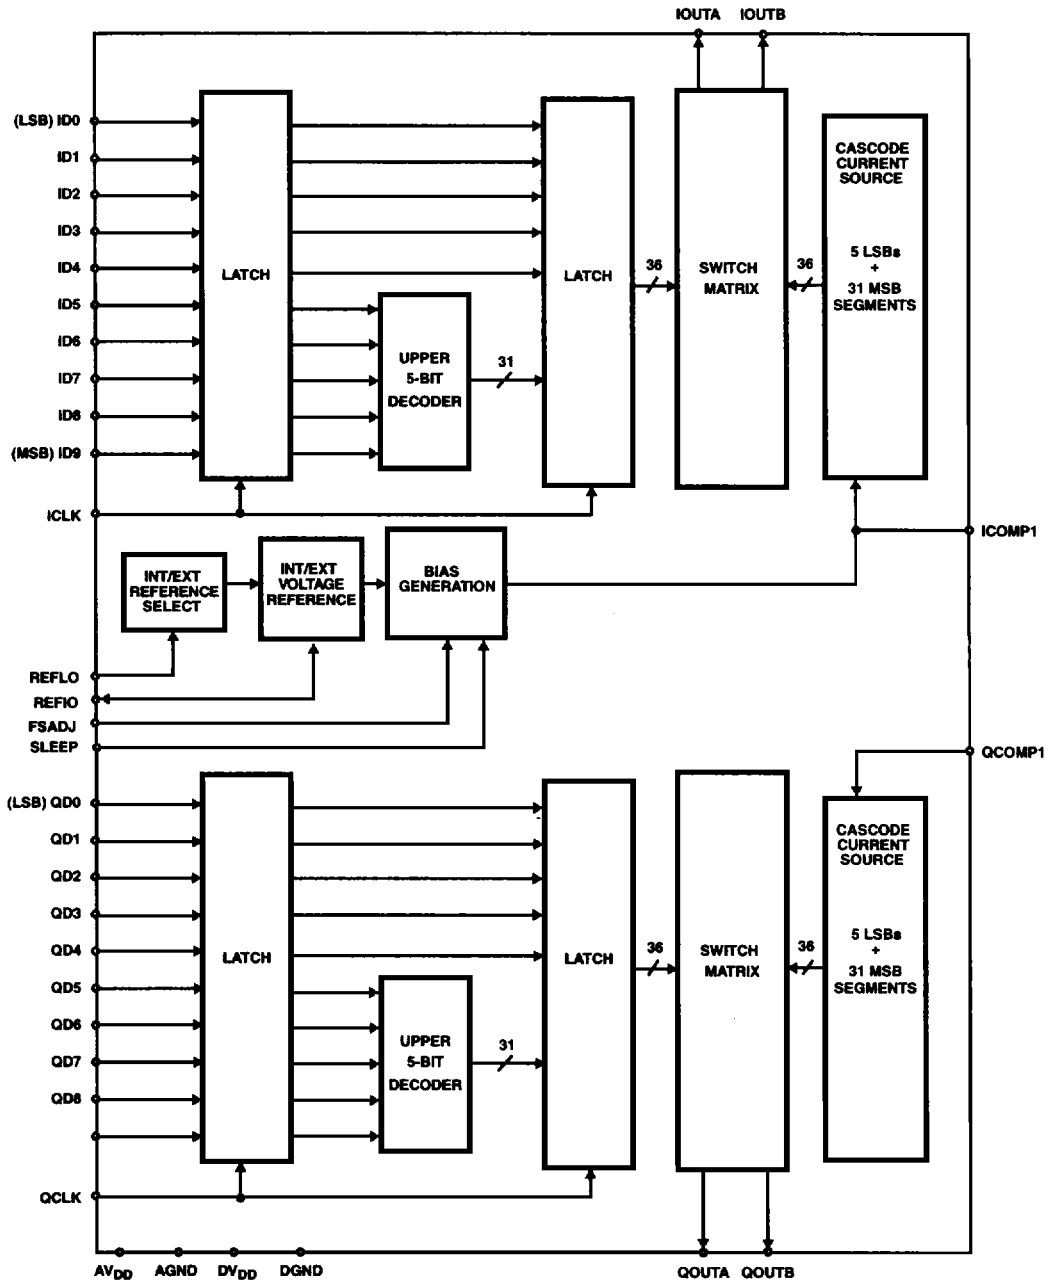 IOUTA IOUTB
(LSB) ID0
ID1
ID2
ID3
ID4
ID5
ID6
ID7
ID8
(MSB) ID9
ICLK
LATCH
UPPER
5-BIT
DECODER
31
LATCH
36
SWITCH
MATRIX
36
CASCODE
CURRENT
SOURCE
5 LSBs
+
31 MSB
SEGMENTS
ICOMP1
INT/EXT
REFERENCE
SELECT
INT/EXT
VOLTAGE
REFERENCE
BIAS
GENERATION
REFLO
REFIO
FSADJ
SLEEP
QCOMP1
(LSB) QD0
QD1
QD2
QD3
QD4
QD5
QD6
QD7
QD8
QCLK
LATCH
UPPER
5-BIT
DECODER
31
LATCH
36
SWITCH
MATRIX
36
CASCODE
CURRENT
SOURCE
5 LSBs
+
31 MSB
SEGMENTS
AVDD AGND DVDD DGND
QOUTA QOUTB